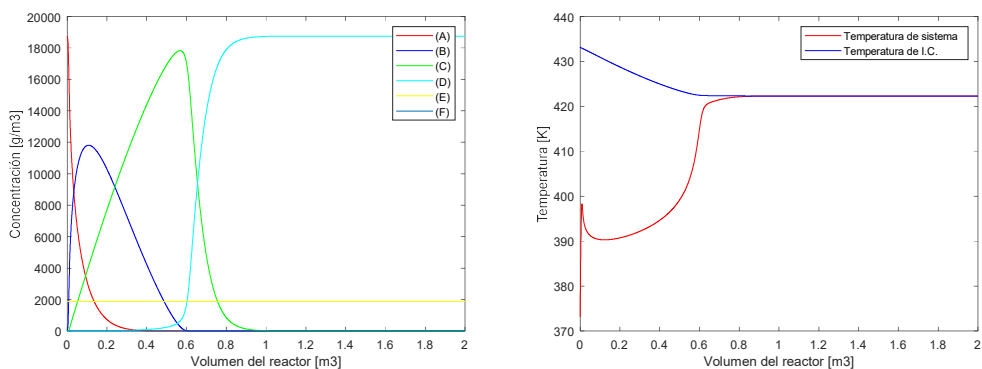 20000
18000
16000
14000
12000
10000
8000
6000
4000
2000
0
Concentración [g/m3]
0 0.2 0.4 0.6 0.8 1 1.2 1.4 1.6 1.8 2
Volumen del reactor [m3]
(A)
(B)
(C)
(D)
(E)
(F)
440
430
420
410
400
390
380
370
Temperatura [K]
0 0.2 0.4 0.6 0.8 1 1.2 1.4 1.6 1.8 2
Volumen del reactor [m3]
Temperatura de sistema
Temperatura de I.C.